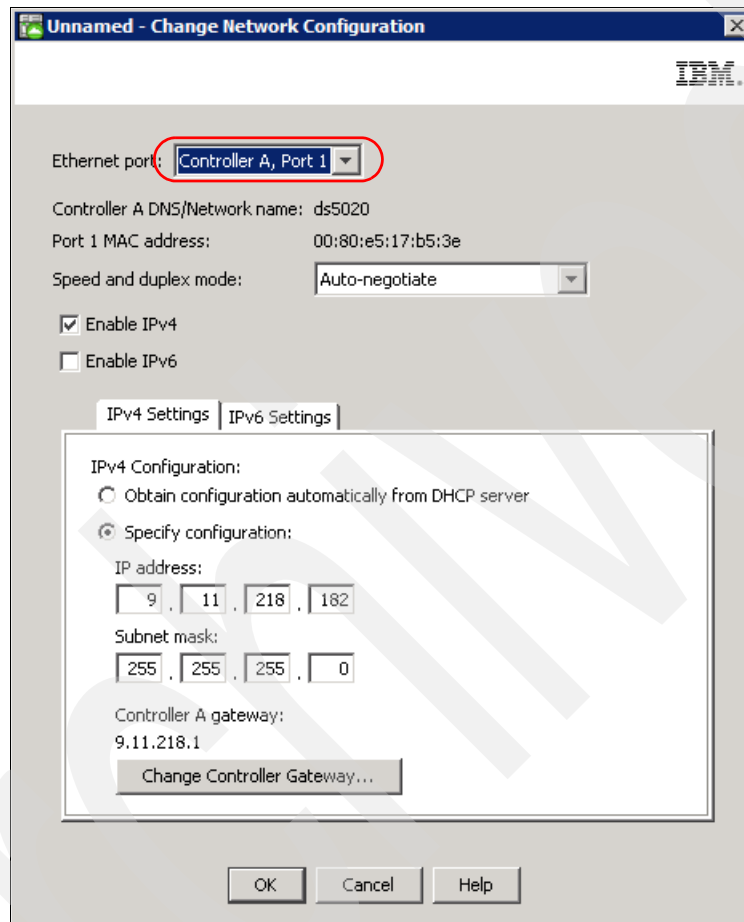 Unnamed - Change Network Configuration
IBM.
Ethernet port: Controller A, Port 1
Controller A DNS/Network name: ds5020
Port 1 MAC address: 00:80:e5:17:b5:3e
Speed and duplex mode: Auto-negotiate
Enable IPv4
Enable IPv6
IPv4 Settings IPv6 Settings
IPv4 Configuration:
Obtain configuration automatically from DHCP server
Specify configuration:
IP address:
9 . 11 . 218 . 182
Subnet mask:
255 . 255 . 255 . 0
Controller A gateway:
9.11.218.1
Change Controller Gateway...
OK Cancel Help